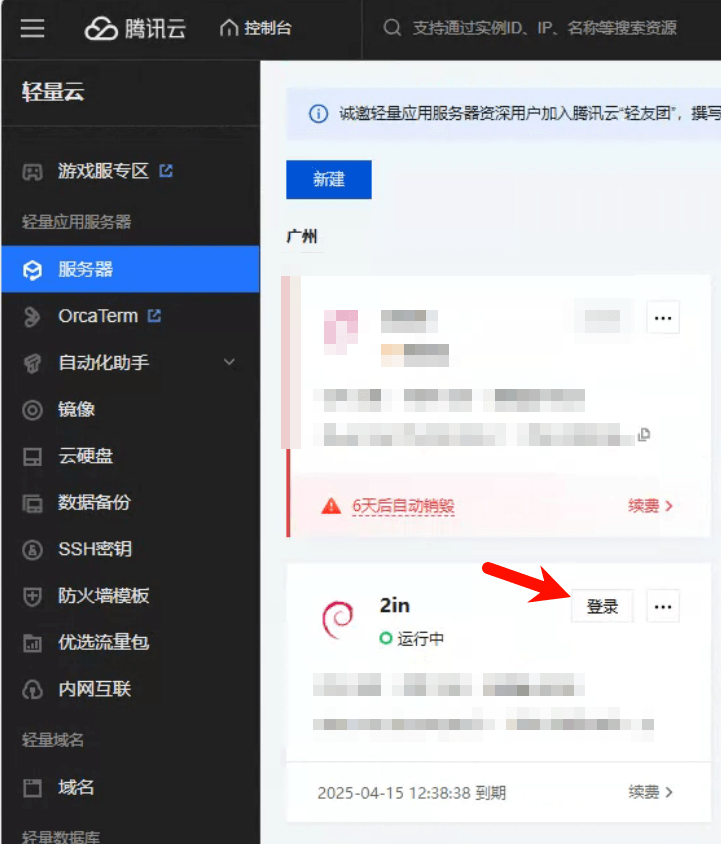 腾讯云 控制台 支持通过实例ID、IP、名称等搜索资源
轻量云
游戏服专区
轻量应用服务器
服务器
OrcaTerm
自动化助手
镜像
云硬盘
数据备份
SSH密钥
防火墙模板
优选流量包
内网互联
轻量域名
域名
轻量数据库
诚邀轻量应用服务器资深用户加入腾讯云“轻友团”，撰写
新建
广州
6天后自动销毁 续费
2in 登录
运行中
2025-04-15 12:38:38 到期 续费